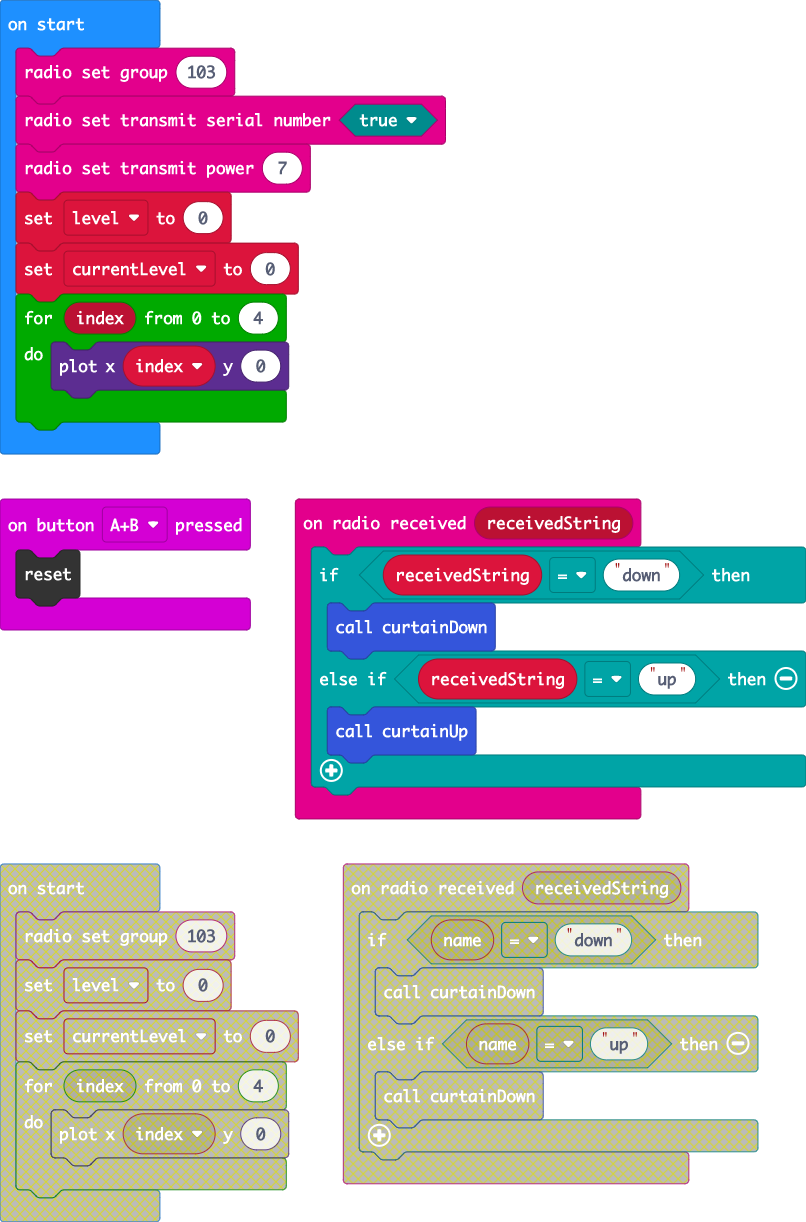 on start
radio set group 103
radio set transmit serial number true
radio set transmit power 7
set level to 0
set currentLevel to 0
for index from 0 to 4
do plot x index y 0
on button A+B pressed
reset
on radio received receivedString
if receivedString = "down" then
call curtainDown
else if receivedString = "up" then
call curtainUp
on start
radio set group 103
set level to 0
set currentLevel to 0
for index from 0 to 4
do plot x index y 0
on radio received receivedString
if name = "down" then
call curtainDown
else if name = "up" then
call curtainDown